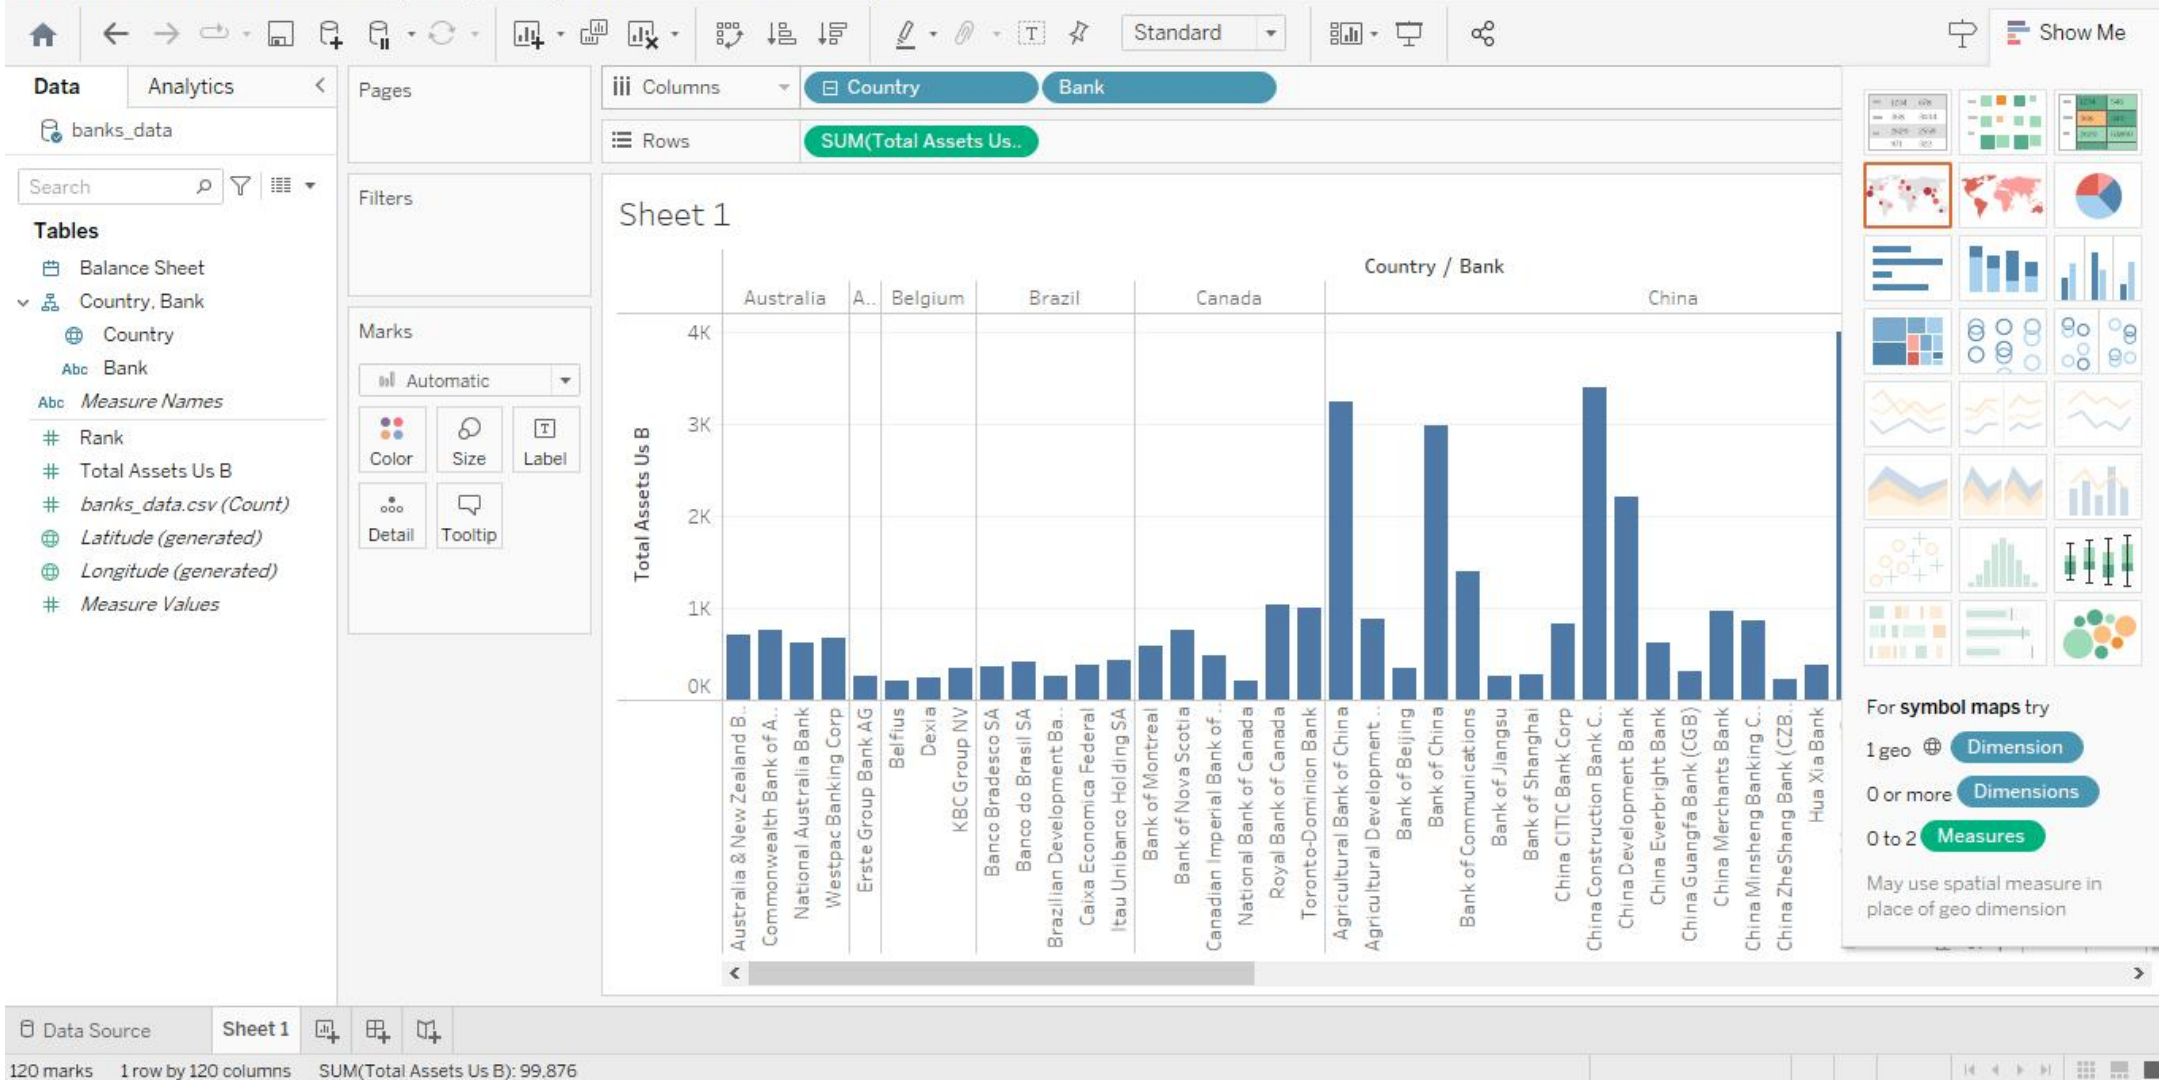 Standard
Show Me
Data
Analytics
banks_data
Search
Tables
Balance Sheet
Country, Bank
Country
Abc Bank
Abc Measure Names
Rank
Total Assets Us B
banks_data.csv (Count)
Latitude (generated)
Longitude (generated)
Measure Values
Pages
Filters
Marks
Automatic
Color
Size
Label
Detail
Tooltip
Columns
Country
Bank
Rows
SUM(Total Assets Us..
Sheet 1
Country / Bank
Australia
A..
Belgium
Brazil
Canada
China
Total Assets Us B
4K
3K
2K
1K
0K
Australia & New Zealand B..
Commonwealth Bank of A..
National Australia Bank
Westpac Banking Corp
Erste Group Bank AG
Belfius
Dexia
KBC Group NV
Banco Bradesco SA
Banco do Brasil SA
Brazilian Development Ba..
Caixa Economica Federal
Itau Unibanco Holding SA
Bank of Montreal
Bank of Nova Scotia
Canadian Imperial Bank of ..
National Bank of Canada
Royal Bank of Canada
Toronto-Dominion Bank
Agricultural Bank of China
Agricultural Development ..
Bank of Beijing
Bank of China
Bank of Communications
Bank of Jiangsu
Bank of Shanghai
China CITIC Bank Corp
China Construction Bank C..
China Development Bank
China Everbright Bank
China Guangfa Bank (CGB)
China Merchants Bank
China Minsheng Banking C..
China ZheShang Bank (CZB..
Hua Xia Bank
For symbol maps try
1 geo Dimension
0 or more Dimensions
0 to 2 Measures
May use spatial measure in
place of geo dimension
Data Source
Sheet 1
120 marks
1 row by 120 columns
SUM(Total Assets Us B): 99,876